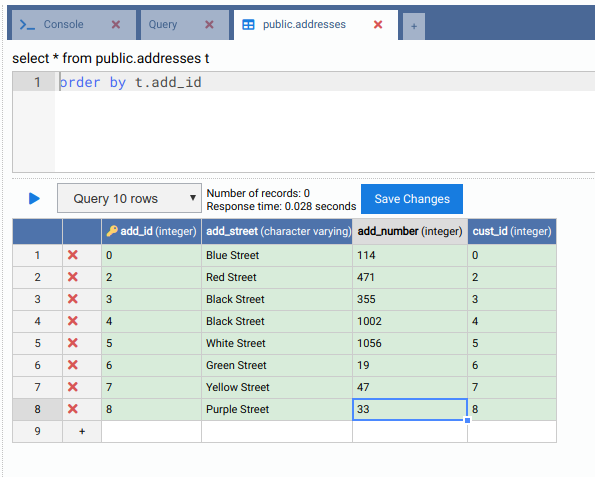 Console Query public.addresses +
select * from public.addresses t
1 order by t.add_id
Query 10 rows Number of records: 0
Response time: 0.028 seconds Save Changes
add_id (integer) add_street (character varying) add_number (integer) cust_id (integer)
1 0 Blue Street 114 0
2 2 Red Street 471 2
3 3 Black Street 355 3
4 4 Black Street 1002 4
5 5 White Street 1056 5
6 6 Green Street 19 6
7 7 Yellow Street 47 7
8 8 Purple Street 33 8
9 +